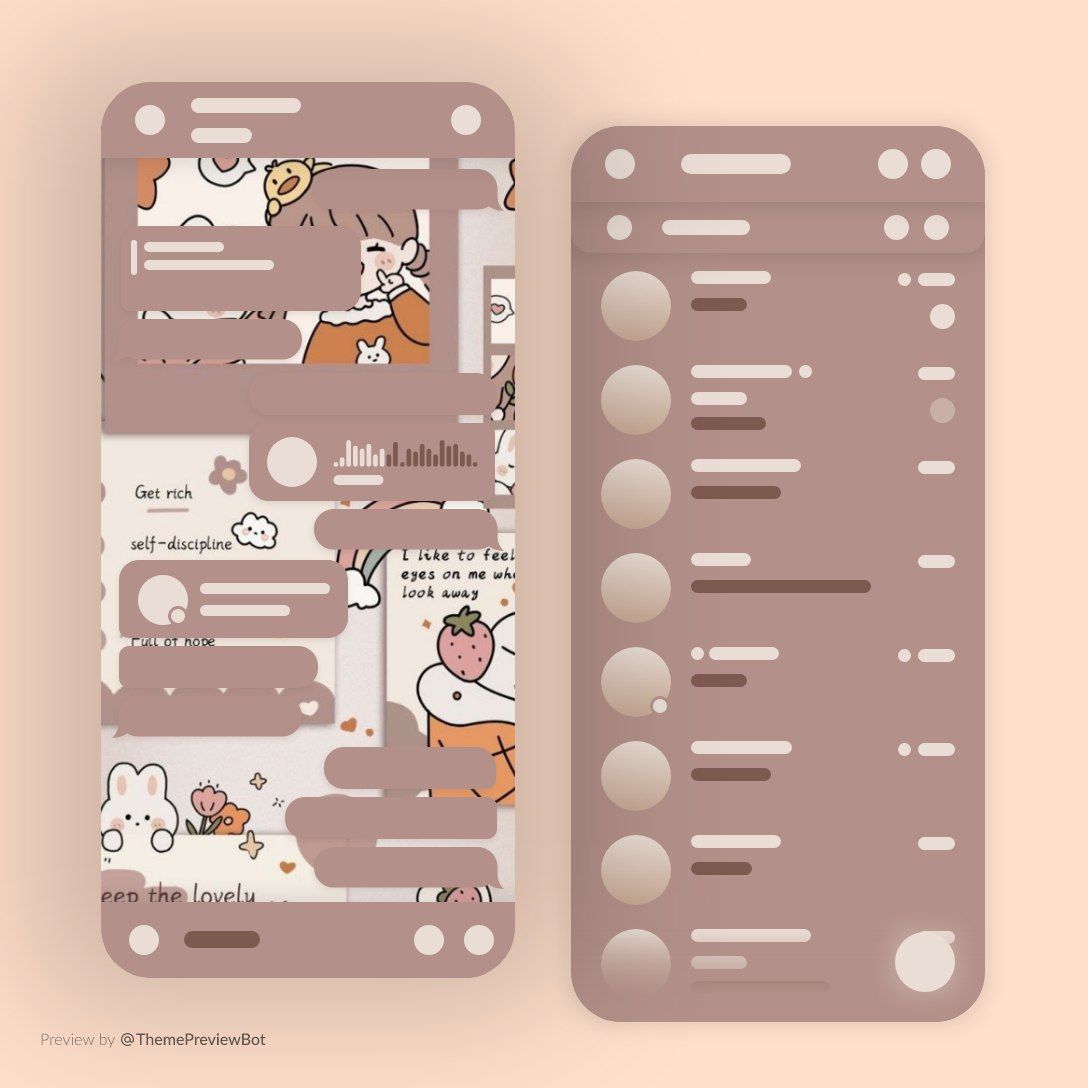 Get rich
self-discipline
I like to feel
eyes on me wh
look away
Full of hope
eep the lovely
Preview by @ThemePreviewBot